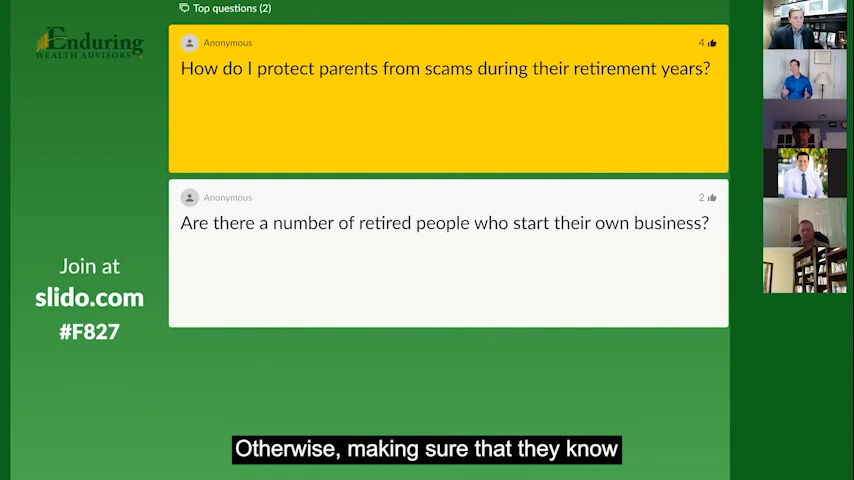 Top questions (2)
Enduring
WEALTH ADVISORS
Anonymous
4
How do I protect parents from scams during their retirement years?
Anonymous
2
Are there a number of retired people who start their own business?
Join at
slido.com
#F827
Otherwise, making sure that they know